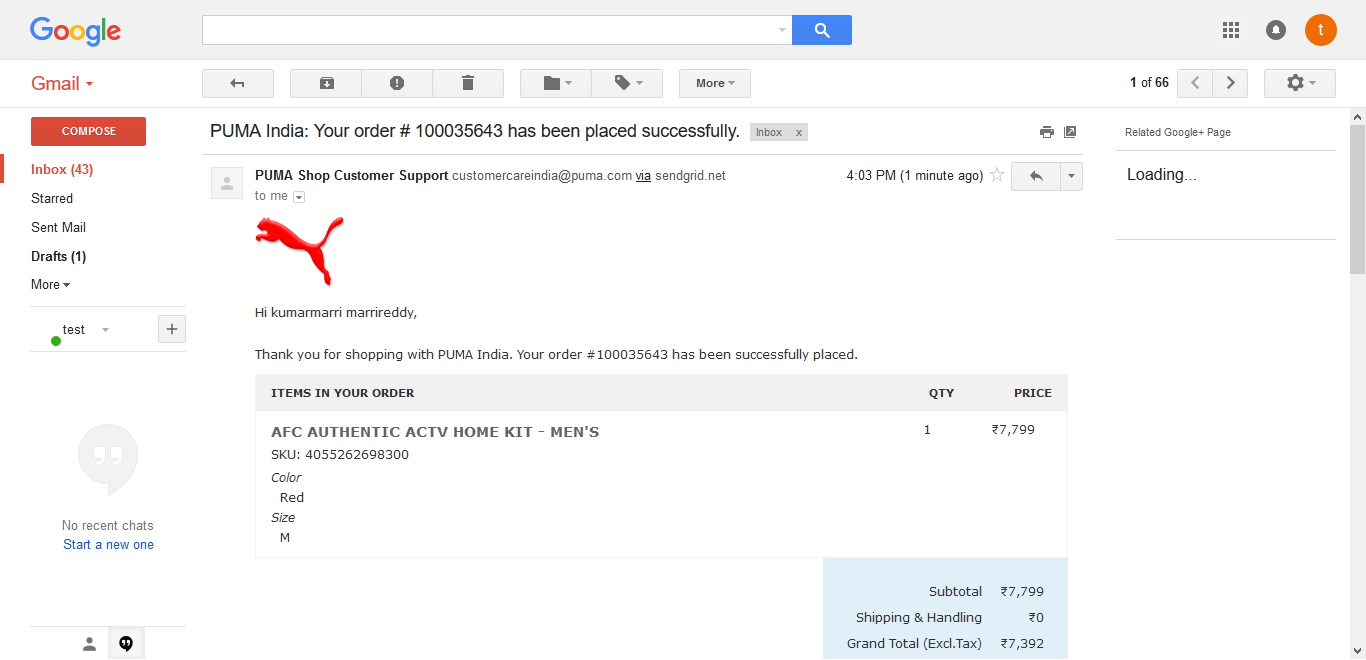 Google
t
Gmail
More
1 of 66
COMPOSE
Inbox (43)
Starred
Sent Mail
Drafts (1)
More
test
No recent chats
Start a new one
PUMA India: Your order # 100035643 has been placed successfully.
Inbox x
PUMA Shop Customer Support customercareindia@puma.com via sendgrid.net
4:03 PM (1 minute ago)
to me
Hi kumarmarri marrireddy,
Thank you for shopping with PUMA India. Your order #100035643 has been successfully placed.
ITEMS IN YOUR ORDER QTY PRICE
AFC AUTHENTIC ACTV HOME KIT - MEN'S 1 ₹7,799
SKU: 4055262698300
Color
Red
Size
M
Subtotal ₹7,799
Shipping & Handling ₹0
Grand Total (Excl.Tax) ₹7,392
Related Google+ Page
Loading...